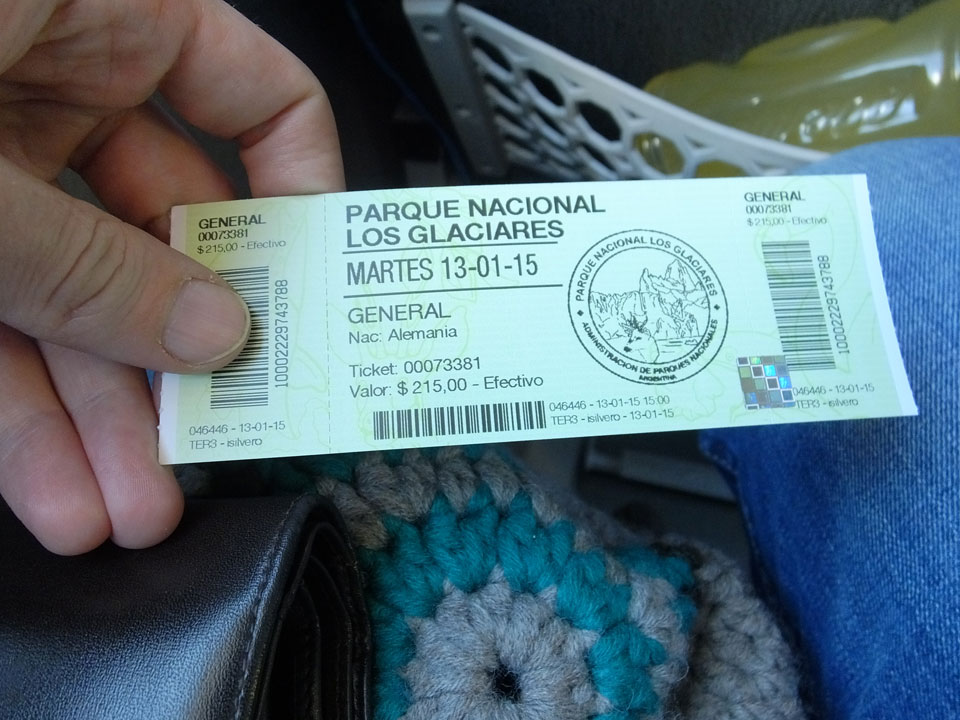 GENERAL
00073381
$ 215,00 - Efectivo
10002229743788
046446 - 13-01-15
TER3 - isilvero
PARQUE NACIONAL
LOS GLACIARES
MARTES 13-01-15
GENERAL
Nac: Alemania
Ticket: 00073381
Valor: $ 215,00 - Efectivo
046446 - 13-01-15 15:00
TER3 - isilvero - 13-01-15
PARQUE NACIONAL LOS GLACIARES
ADMINISTRACION DE PARQUES NACIONALES
ARGENTINA
GENERAL
00073381
$ 215,00 - Efectivo
10002229743788
046446 - 13-01-15
TER3 - isilvero